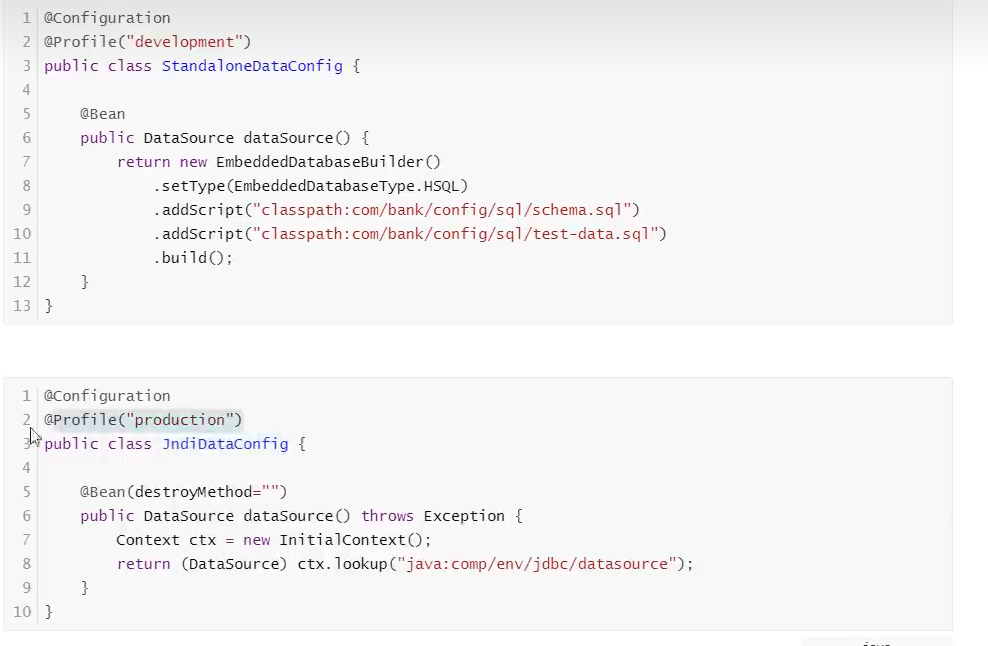 1 @Configuration
2 @Profile("development")
3 public class StandaloneDataConfig {
4
5 @Bean
6 public DataSource dataSource() {
7 return new EmbeddedDatabaseBuilder()
8 .setType(EmbeddedDatabaseType.HSQL)
9 .addScript("classpath:com/bank/config/sql/schema.sql")
10 .addScript("classpath:com/bank/config/sql/test-data.sql")
11 .build();
12 }
13 }
1 @Configuration
2 @Profile("production")
3 public class JndiDataConfig {
4
5 @Bean(destroyMethod="")
6 public DataSource dataSource() throws Exception {
7 Context ctx = new InitialContext();
8 return (DataSource) ctx.lookup("java:comp/env/jdbc/datasource");
9 }
10 }